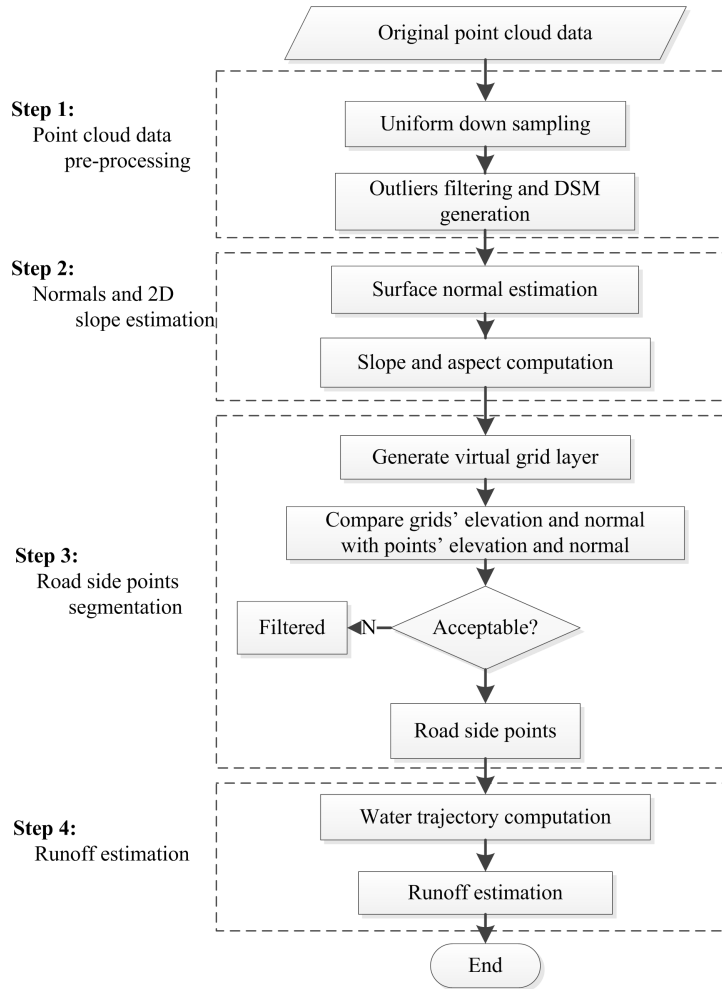 Original point cloud data
Step 1:
Point cloud data
pre-processing
Uniform down sampling
Outliers filtering and DSM
generation
Step 2:
Normals and 2D
slope estimation
Surface normal estimation
Slope and aspect computation
Step 3:
Road side points
segmentation
Generate virtual grid layer
Compare grids’ elevation and normal
with points’ elevation and normal
Filtered
N
Acceptable?
Road side points
Step 4:
Runoff estimation
Water trajectory computation
Runoff estimation
End